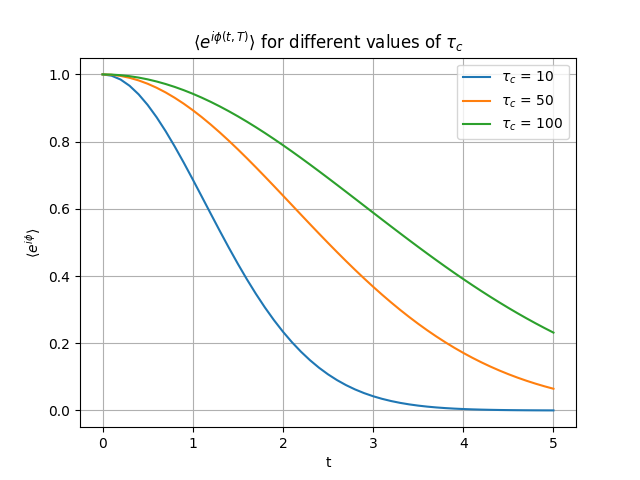 ⟨e^{iϕ(t, T)}⟩ for different values of τ_c
τ_c = 10
τ_c = 50
τ_c = 100
1.0
0.8
0.6
0.4
0.2
0.0
⟨e^{iϕ}⟩
0 1 2 3 4 5
t